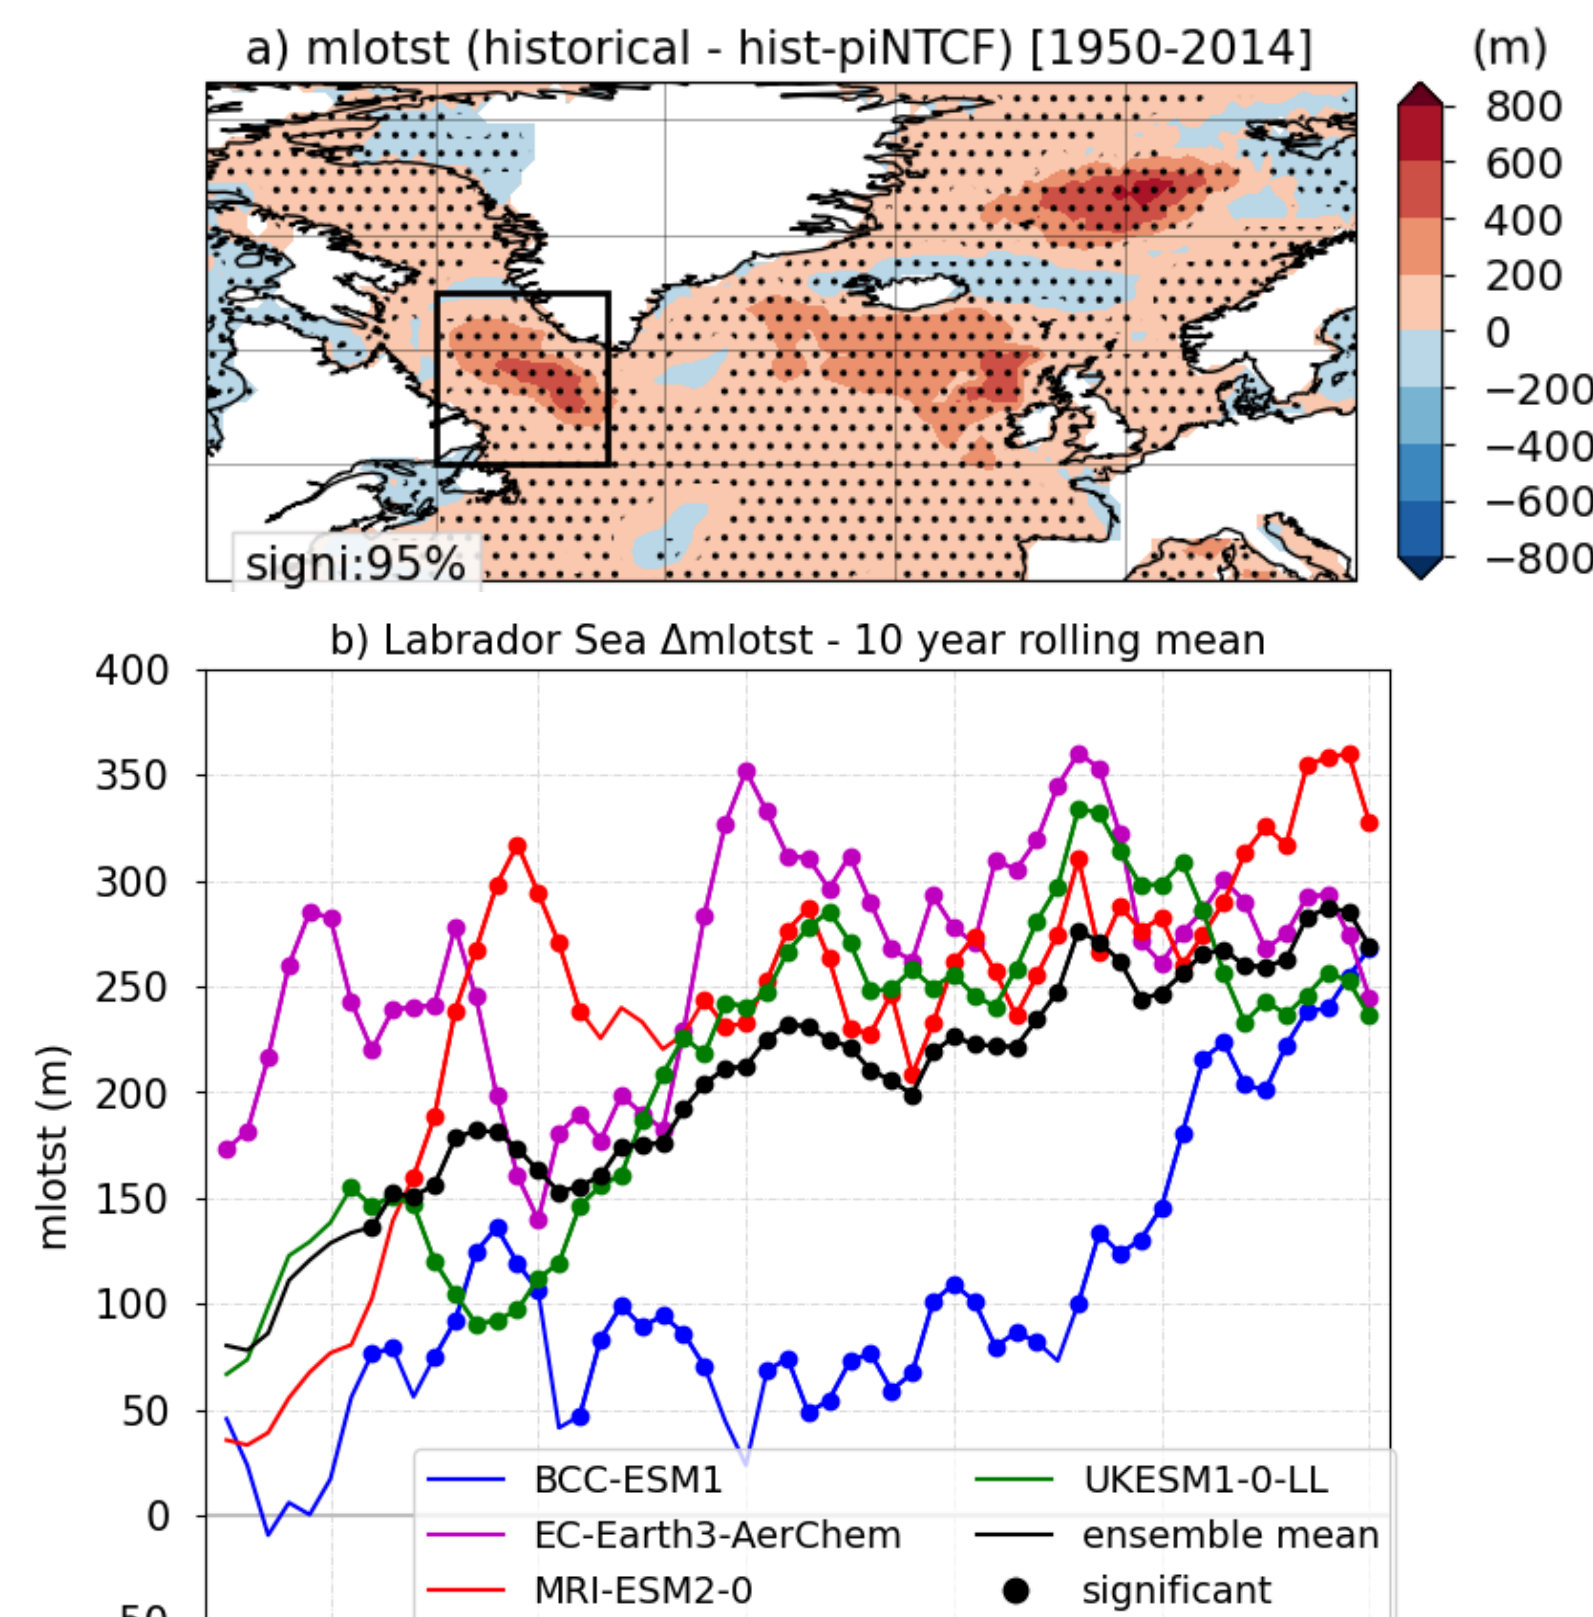 a) mlotst (historical - hist-piNTCF) [1950-2014]
(m)
800
600
400
200
0
−200
−400
−600
−800
signi:95%
b) Labrador Sea Δmlotst - 10 year rolling mean
400
350
300
250
200
150
100
50
0
mlotst (m)
BCC-ESM1
EC-Earth3-AerChem
MRI-ESM2-0
UKESM1-0-LL
ensemble mean
significant